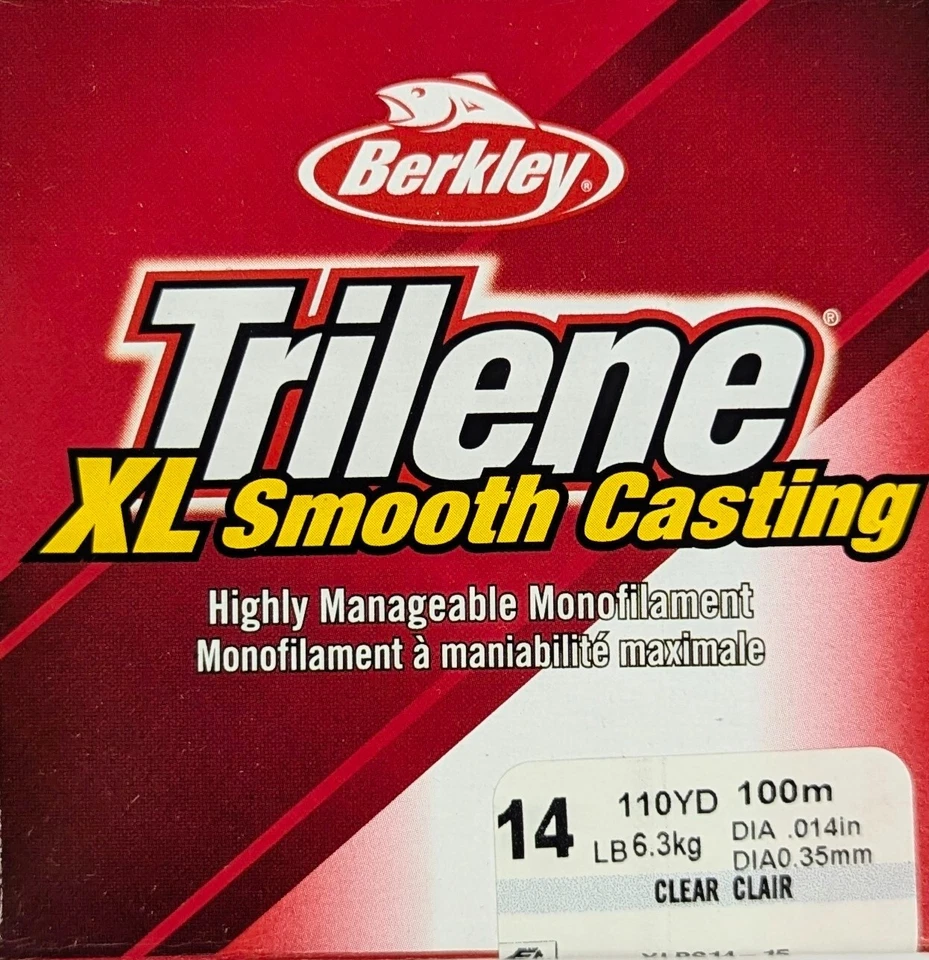 Berkley®
Trilene®
XL Smooth Casting
Highly Manageable Monofilament
Monofilament à maniabilité maximale
14 LB 6.3kg
110YD 100m
DIA .014in
DIA0.35mm
CLEAR CLAIR